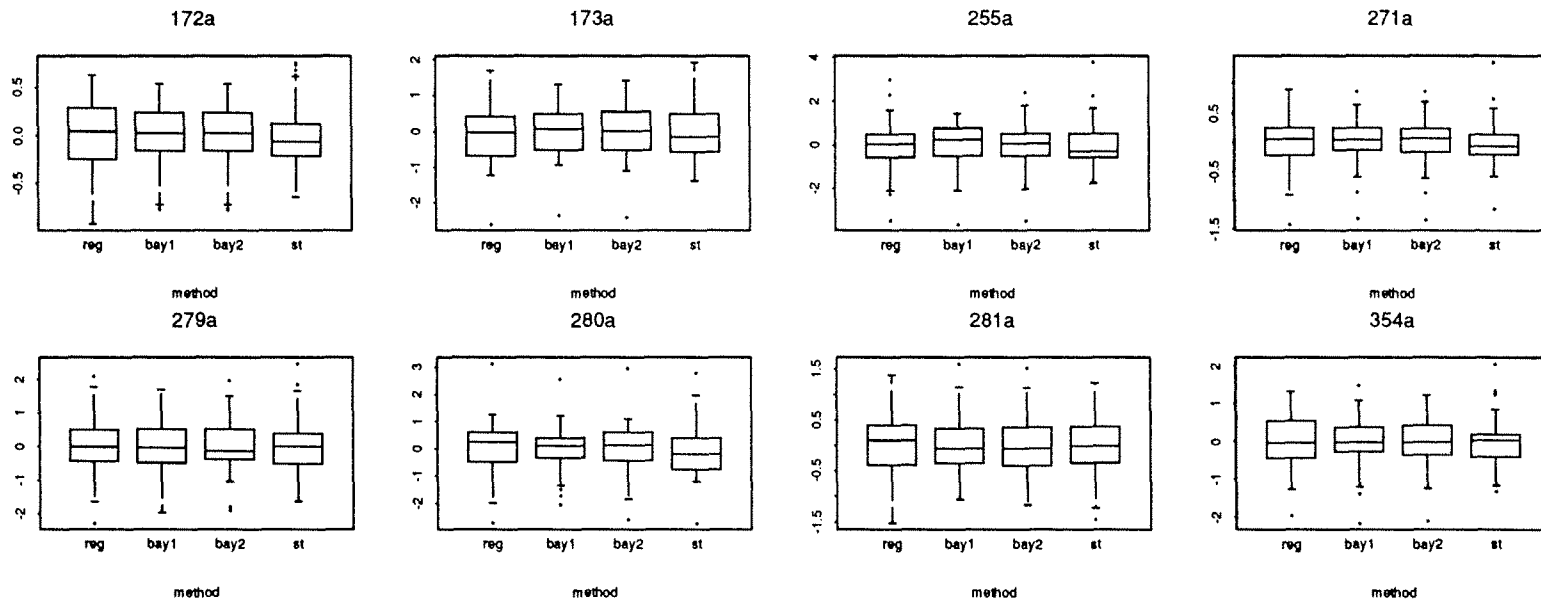 172a 173a 255a 271a
0.5 0.0 -0.5
2 1 0 -1 -2
4 2 0 -2
0.5 -0.5 -1.5
reg bay1 bay2 st reg bay1 bay2 st reg bay1 bay2 st reg bay1 bay2 st
method method method method
279a 280a 281a 354a
2 1 0 -1 -2
3 2 1 0 -1 -2
1.5 0.5 -0.5 -1.5
2 1 0 -1 -2
reg bay1 bay2 st reg bay1 bay2 st reg bay1 bay2 st reg bay1 bay2 st
method method method method